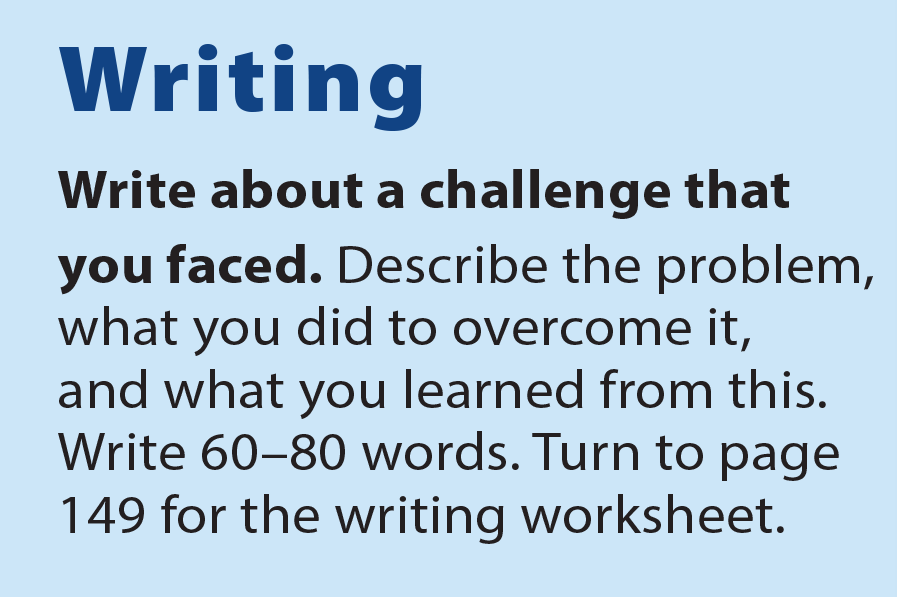 Writing
Write about a challenge that
you faced. Describe the problem,
what you did to overcome it,
and what you learned from this.
Write 60–80 words. Turn to page
149 for the writing worksheet.